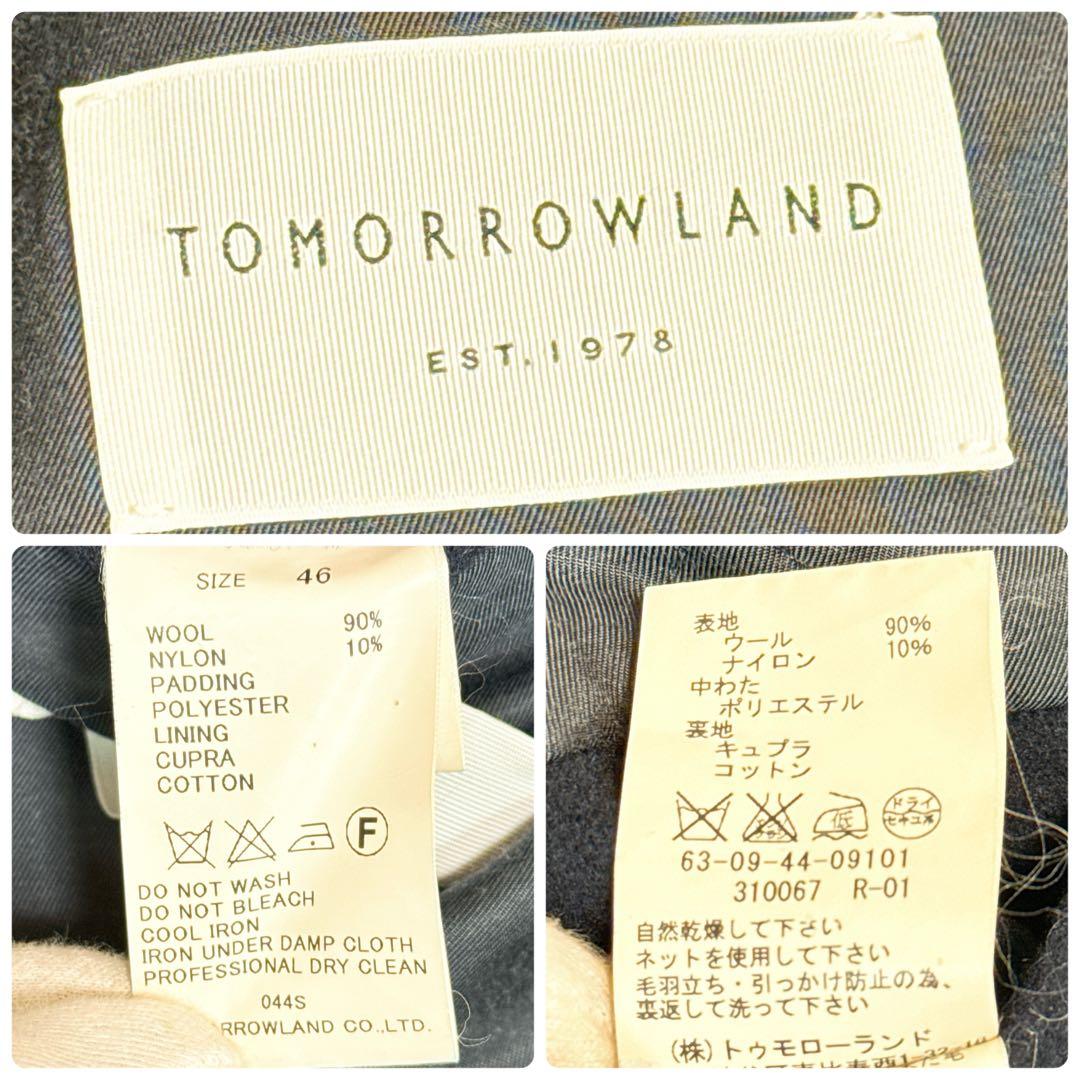 TOMORROWLAND
EST. 1978
SIZE 46
WOOL 90%
NYLON 10%
PADDING
POLYESTER
LINING
CUPRA
COTTON
F
DO NOT WASH
DO NOT BLEACH
COOL IRON
IRON UNDER DAMP CLOTH
PROFESSIONAL DRY CLEAN
044S
RROWLAND CO.,LTD.
表地
ウール 90%
ナイロン 10%
中わた
ポリエステル
裏地
キュプラ
コットン
低 ドライ
セキユ系
63-09-44-09101
310067 R-01
自然乾燥して下さい
ネットを使用して下さい
毛羽立ち・引っかけ防止の為、
裏返して洗って下さい
(株)トゥモローランド